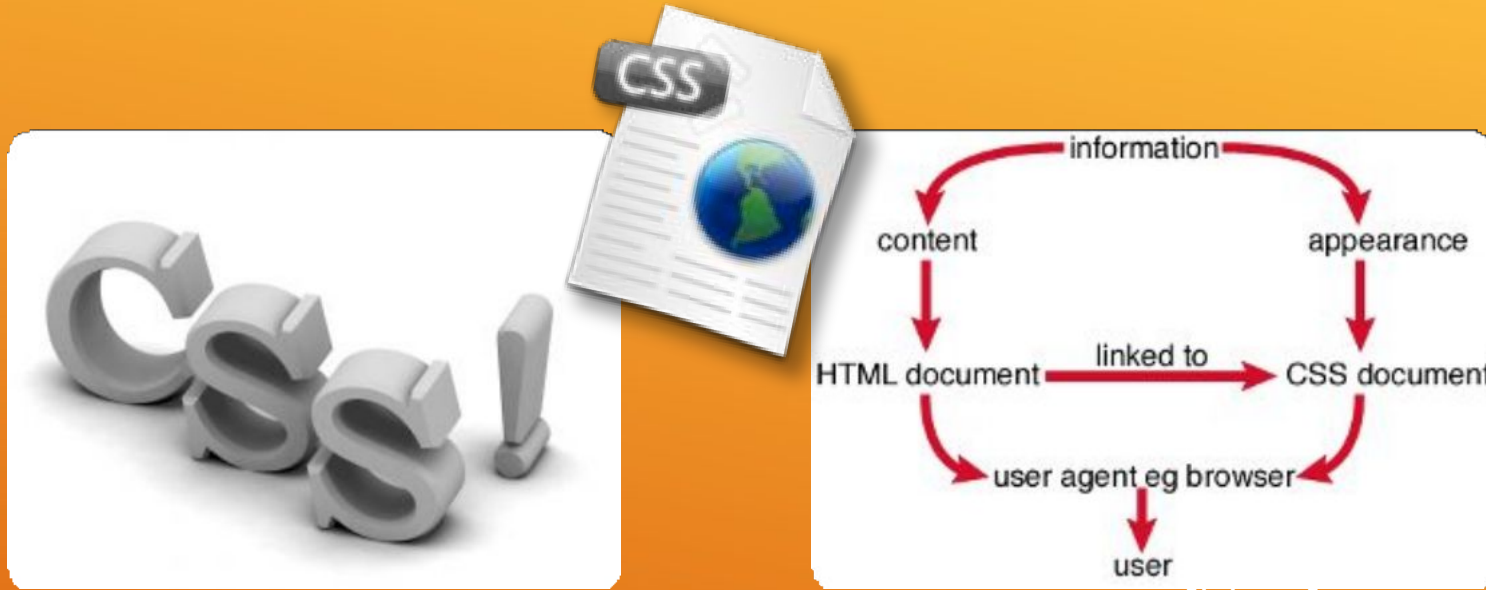 CSS
CSS!
information
content
appearance
linked to
HTML document
CSS document
user agent eg browser
user